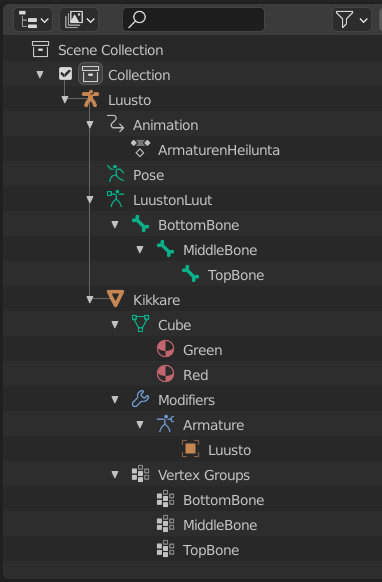 Scene Collection
Collection
Luusto
Animation
ArmaturenHeilunta
Pose
LuustonLuut
BottomBone
MiddleBone
TopBone
Kikkare
Cube
Green
Red
Modifiers
Armature
Luusto
Vertex Groups
BottomBone
MiddleBone
TopBone